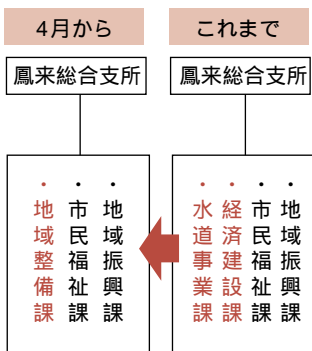 これまで
鳳来総合支所
・地域振興課
・市民福祉課
・経済建設課
・水道事業課
4月から
鳳来総合支所
・地域振興課
・市民福祉課
・地域整備課